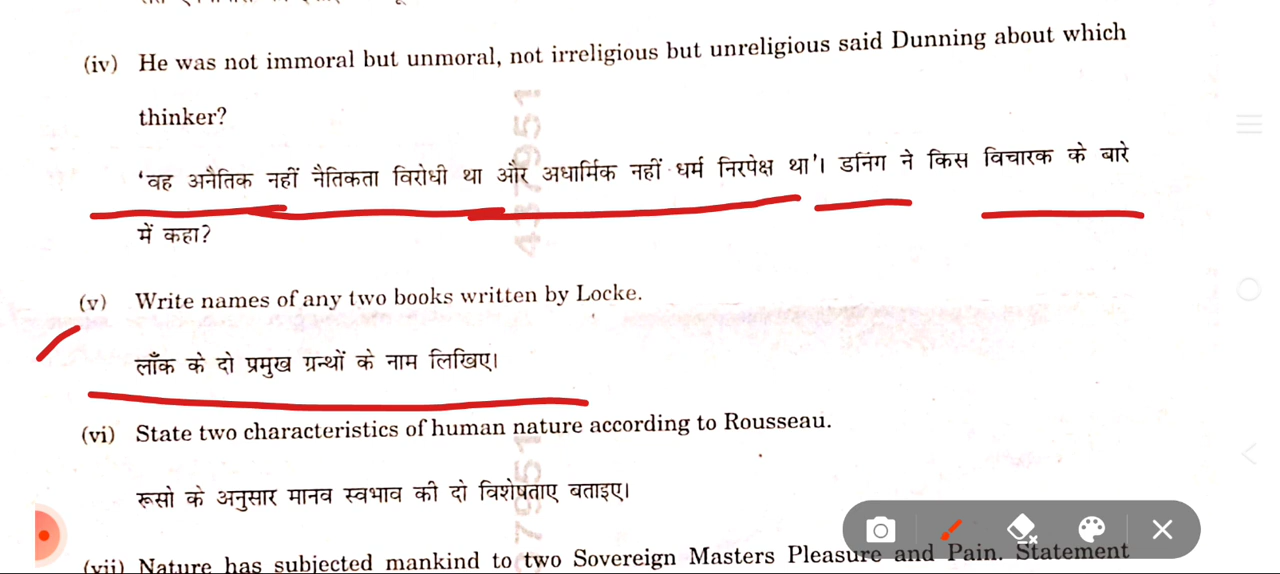 (iv) He was not immoral but unmoral, not irreligious but unreligious said Dunning about which
thinker?
'वह अनैतिक नहीं नैतिकता विरोधी था और अधार्मिक नहीं धर्म निरपेक्ष था'। डनिंग ने किस विचारक के बारे
में कहा?
(v) Write names of any two books written by Locke.
लॉक के दो प्रमुख ग्रन्थों के नाम लिखिए।
(vi) State two characteristics of human nature according to Rousseau.
रूसो के अनुसार मानव स्वभाव की दो विशेषताए बताइए।
(vii) Nature has subjected mankind to two Sovereign Masters Pleasure and Pain. Statement
437951